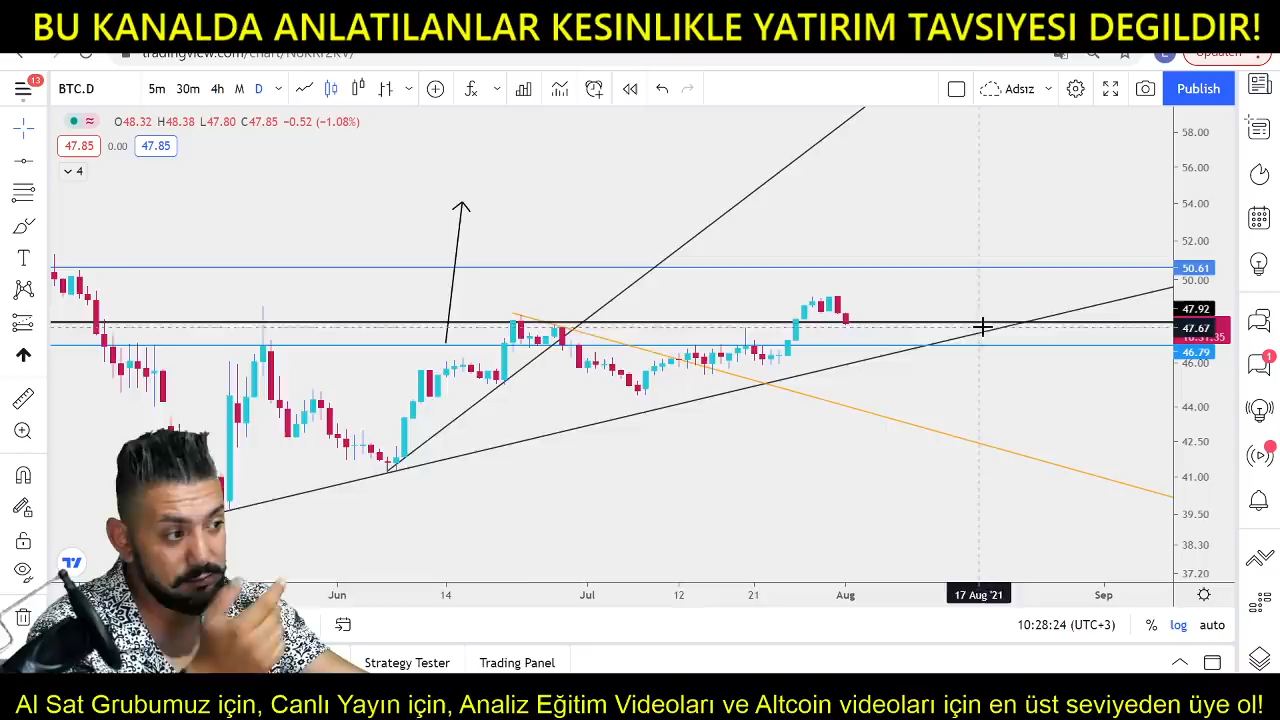 BU KANALDA ANLATILANLAR KESINLIKLE YATIRIM TAVSIYESI DEGILDIR!
13
BTC.D
5m 30m 4h M D
Adsız
Publish
O48.32 H48.38 L47.80 C47.85 −0.52 (−1.08%)
47.85 0.00 47.85
4
58.00
56.00
54.00
52.00
50.61
50.00
47.92
47.67
46.79
46.00
44.00
42.50
41.00
39.50
38.30
37.20
1
Jun 14 Jul 12 21 Aug 17 Aug '21 Sep
10:28:24 (UTC+3) % log auto
Strategy Tester Trading Panel
Al Sat Grubumuz için, Canlı Yayın için, Analiz Eğitim Videoları ve Altcoin videoları için en üst seviyeden üye ol!